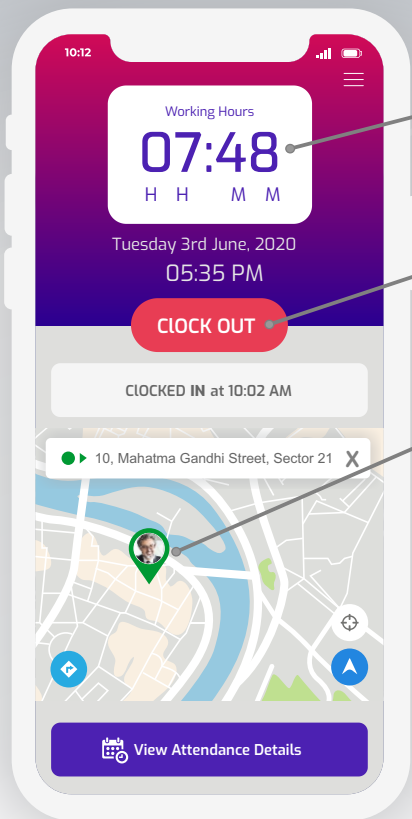 10:12
Working Hours
07:48
H H M M
Tuesday 3rd June, 2020
05:35 PM
ClOCK OUT
ClOCKED IN at 10:02 AM
10, Mahatma Gandhi Street, Sector 21 X
View Attendance Details